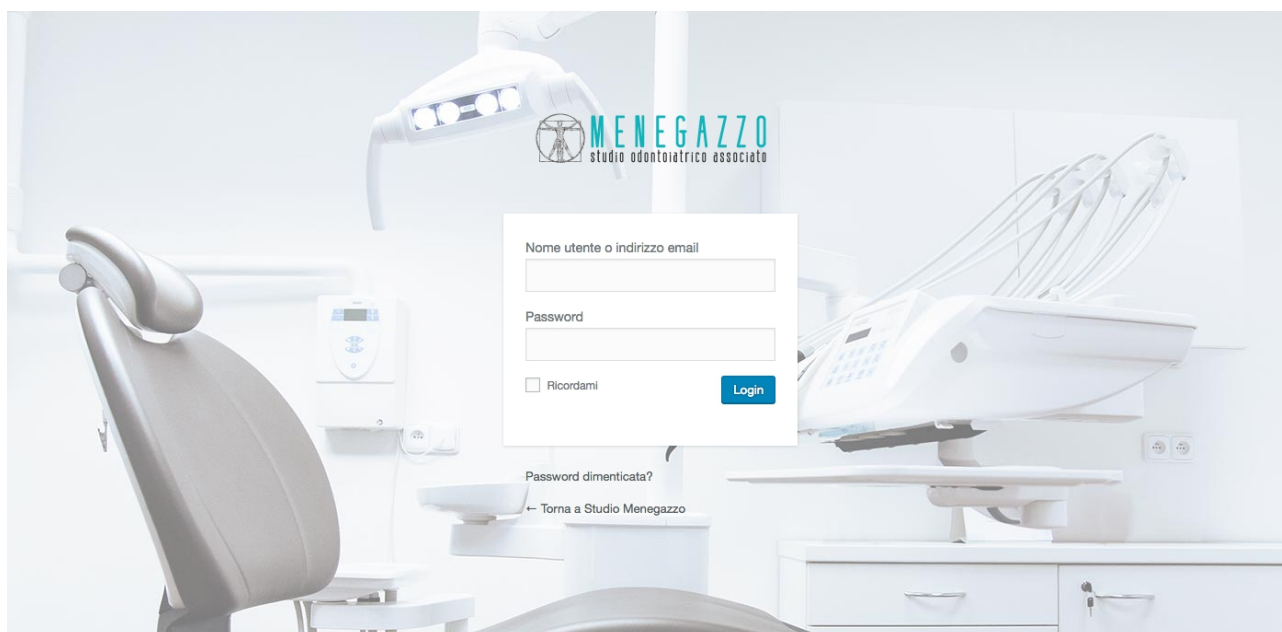 MENEGAZZO
studio odontoiatrico associato
Nome utente o indirizzo email
Password
Ricordami
Login
Password dimenticata?
← Torna a Studio Menegazzo